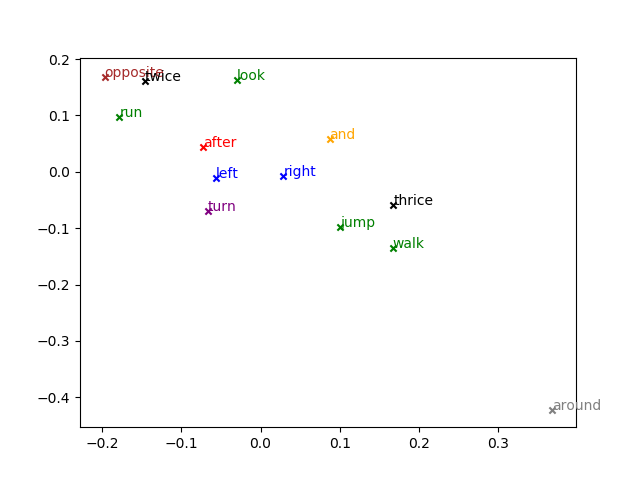 0.2
opposite
twice
look
0.1
run
and
after
0.0
left
right
thrice
turn
−0.1
jump
walk
−0.2
−0.3
−0.4
around
−0.2
−0.1
0.0
0.1
0.2
0.3